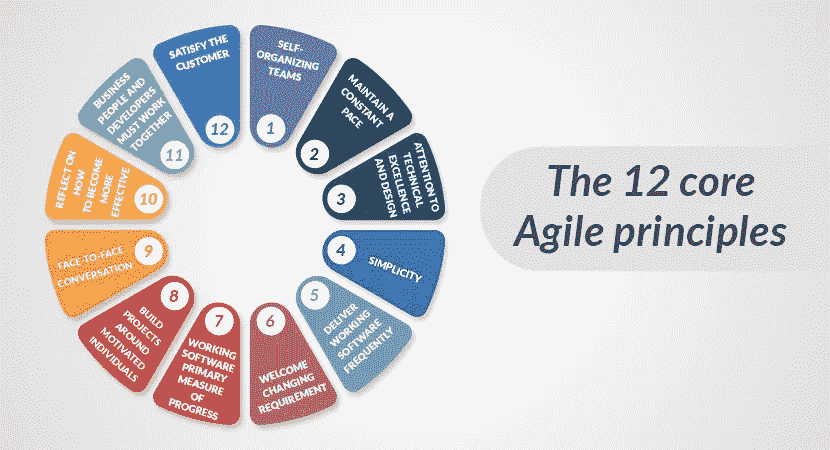 SELF-
ORGANIZING
TEAMS
1
MAINTAIN A
CONSTANT
PACE
2
ATTENTION TO
TECHNICAL
EXCELLENCE
AND DESIGN
3
4
SIMPLICITY
5
DELIVER
WORKING
SOFTWARE
FREQUENTLY
6
WELCOME
CHANGING
REQUIREMENT
7
WORKING
SOFTWARE
PRIMARY
MEASURE
OF
PROGRESS
8
BUILD
PROJECTS
AROUND
MOTIVATED
INDIVIDUALS
9
FACE-TO-FACE
CONVERSATION
10
REFLECT ON
HOW
TO BECOME
MORE
EFFECTIVE
11
BUSINESS
PEOPLE AND
DEVELOPERS
MUST WORK
TOGETHER
SATISFY THE
CUSTOMER
12
The 12 core
Agile principles